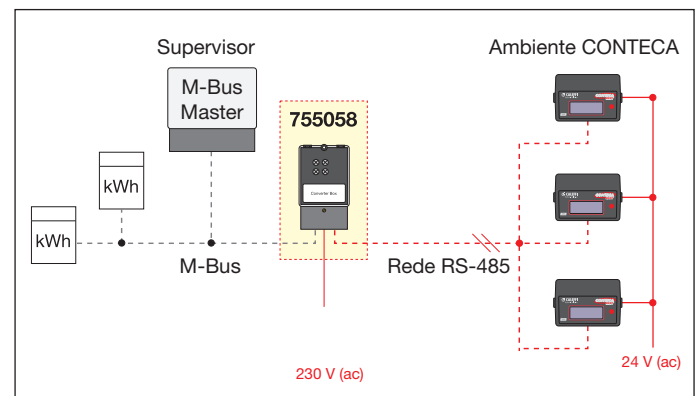 Supervisor
Ambiente CONTECA
M-Bus
Master
755058
Converter Box
kWh
kWh
M-Bus
Rede RS-485
230 V (ac)
24 V (ac)